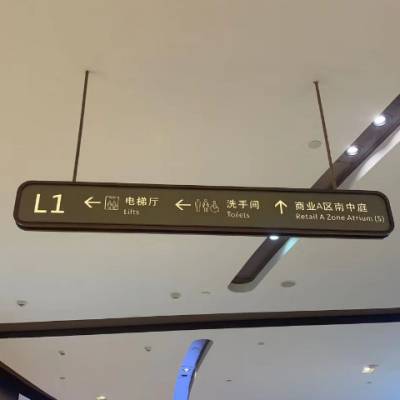 L1 ← 电梯厅 ← 洗手间 ↑ 商业A区南中庭
Lifts Toilets Retail A Zone Atrium (S)